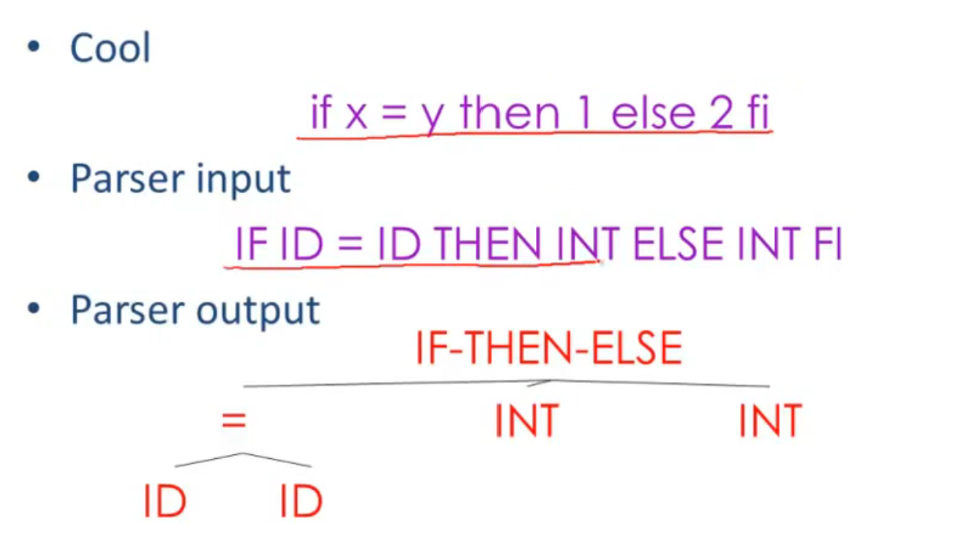 • Cool
if x = y then 1 else 2 fi
• Parser input
IF ID = ID THEN INT ELSE INT FI
• Parser output
IF-THEN-ELSE
= INT INT
ID ID